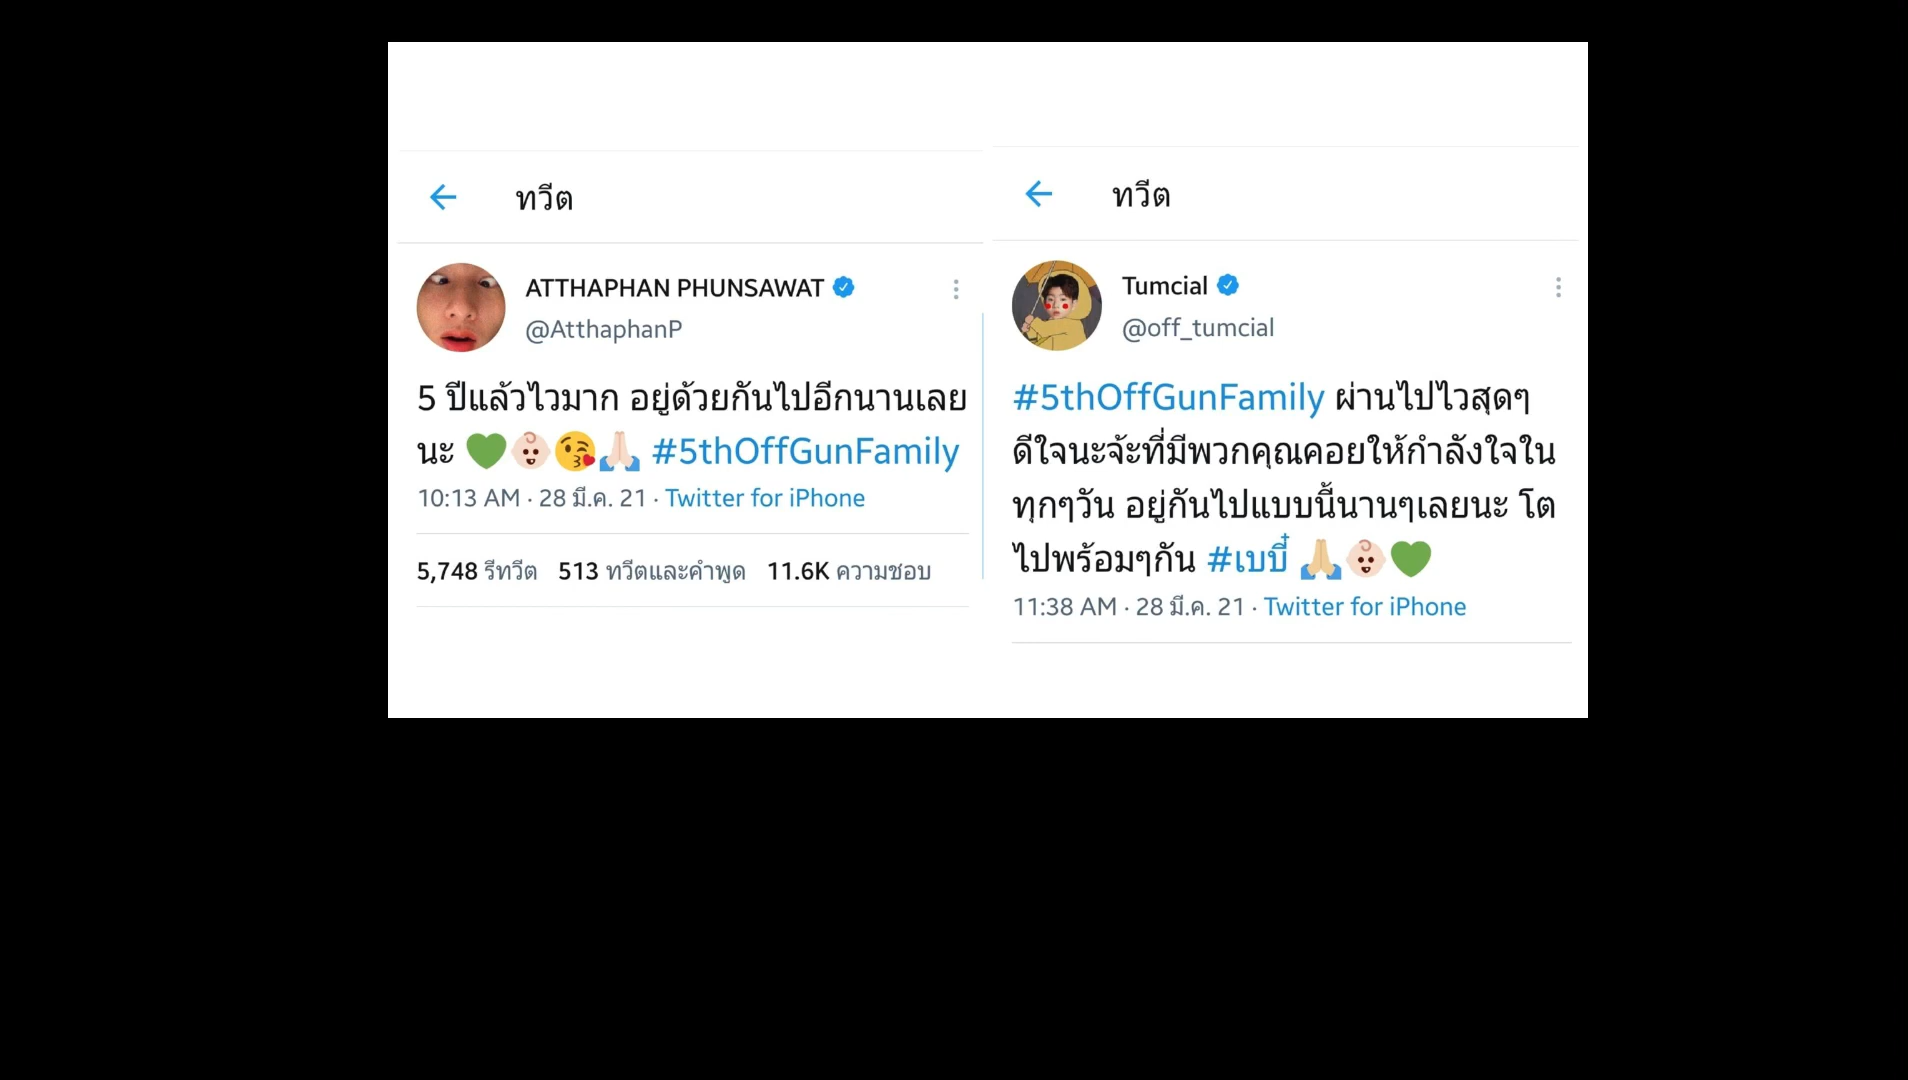 ทวีต
ATTHAPHAN PHUNSAWAT
@AtthaphanP
5 ปีแล้วไวมาก อยู่ด้วยกันไปอีกนานเลย
นะ 💚👶🏻😘🙏🏻 #5thOffGunFamily
10:13 AM · 28 มี.ค. 21 · Twitter for iPhone
5,748 รีทวีต 513 ทวีตและคำพูด 11.6K ความชอบ
ทวีต
Tumcial
@off_tumcial
#5thOffGunFamily ผ่านไปไวสุดๆ
ดีใจนะจ้ะที่มีพวกคุณคอยให้กำลังใจใน
ทุกๆวัน อยู่กันไปแบบนี้นานๆเลยนะ โต
ไปพร้อมๆกัน #เบบี๋ 🙏🏼👶🏻💚
11:38 AM · 28 มี.ค. 21 · Twitter for iPhone